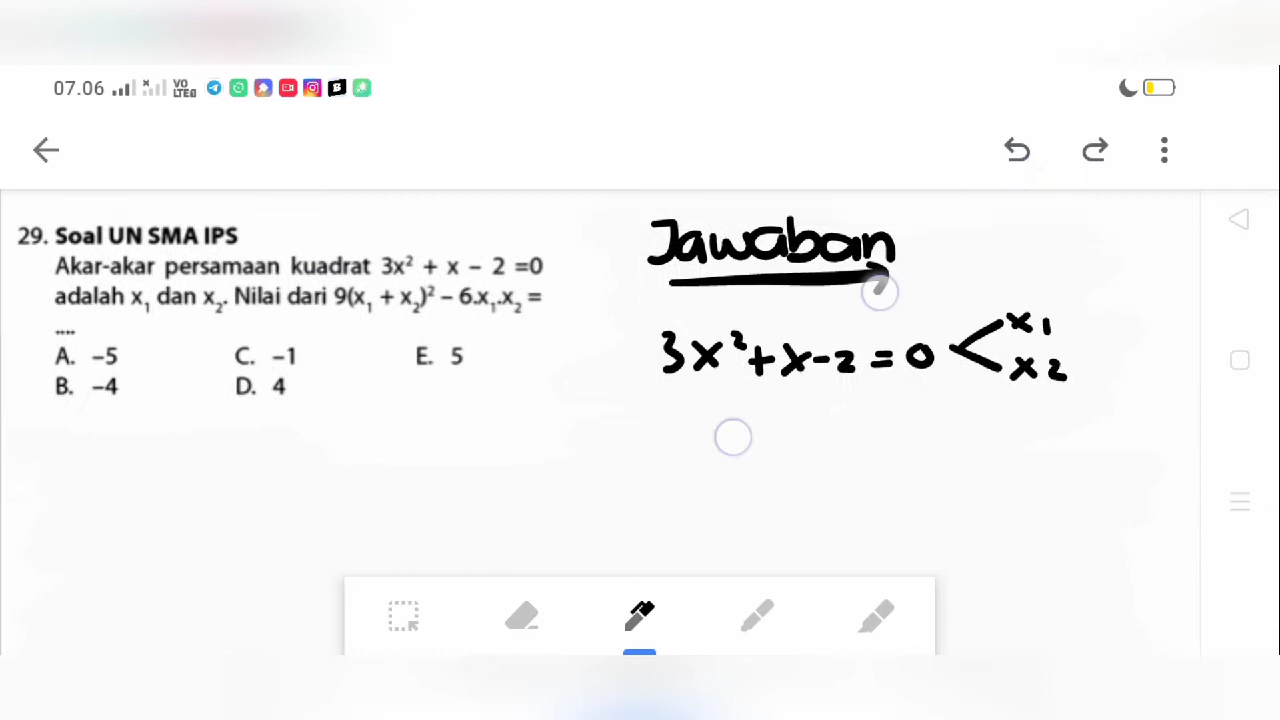 07.06 VO LTE
29. Soal UN SMA IPS
Akar-akar persamaan kuadrat 3x² + x – 2 =0
adalah x₁ dan x₂. Nilai dari 9(x₁ + x₂)² – 6.x₁.x₂ =
....
A. –5 C. –1 E. 5
B. –4 D. 4
Jawaban
3x²+x-2=0 < x1
x2